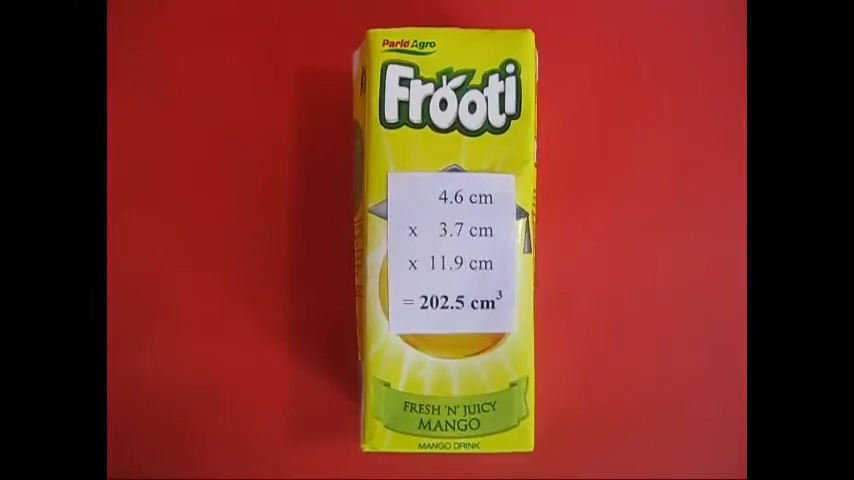 Parle Agro
Frooti
4.6 cm
x 3.7 cm
x 11.9 cm
= 202.5 cm³
FRESH 'N' JUICY
MANGO
MANGO DRINK